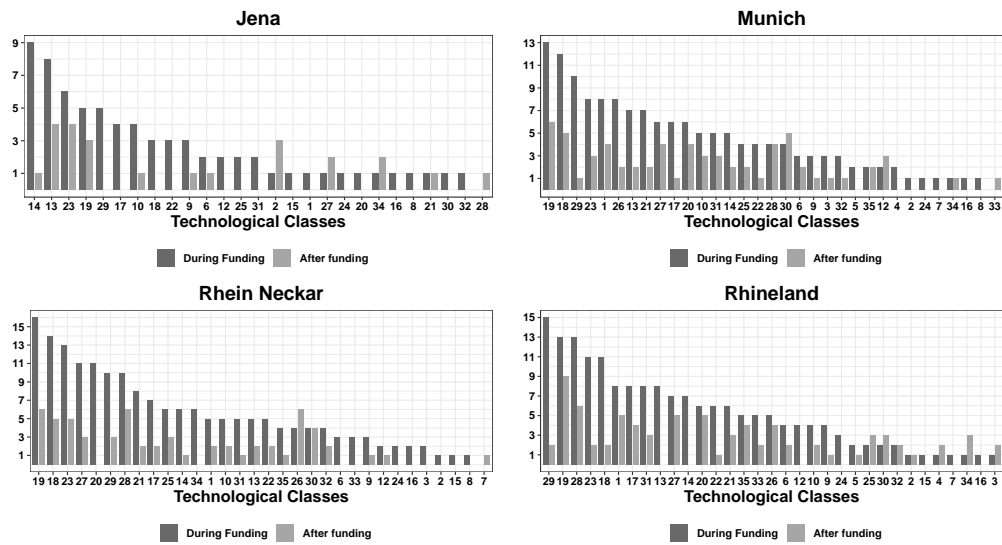 Jena
9
7
5
3
1
14 13 23 19 29 17 10 18 22 9 6 12 25 31 2 15 1 27 24 20 34 16 8 21 30 32 28
Technological Classes
During Funding After funding
Munich
13
11
9
7
5
3
1
19 18 29 23 1 26 13 21 27 17 20 10 31 14 25 22 28 30 6 9 3 32 5 35 12 4 2 24 7 34 16 8 33
Technological Classes
During Funding After funding
Rhein Neckar
15
13
11
9
7
5
3
1
19 18 23 27 20 29 28 21 17 25 14 34 1 10 31 13 22 35 26 30 32 6 33 9 12 24 16 3 2 15 8 7
Technological Classes
During Funding After funding
Rhineland
15
13
11
9
7
5
3
1
29 19 28 23 18 1 17 31 13 27 14 20 22 21 35 33 26 6 12 10 9 24 5 25 30 32 2 15 4 7 34 16 3
Technological Classes
During Funding After funding